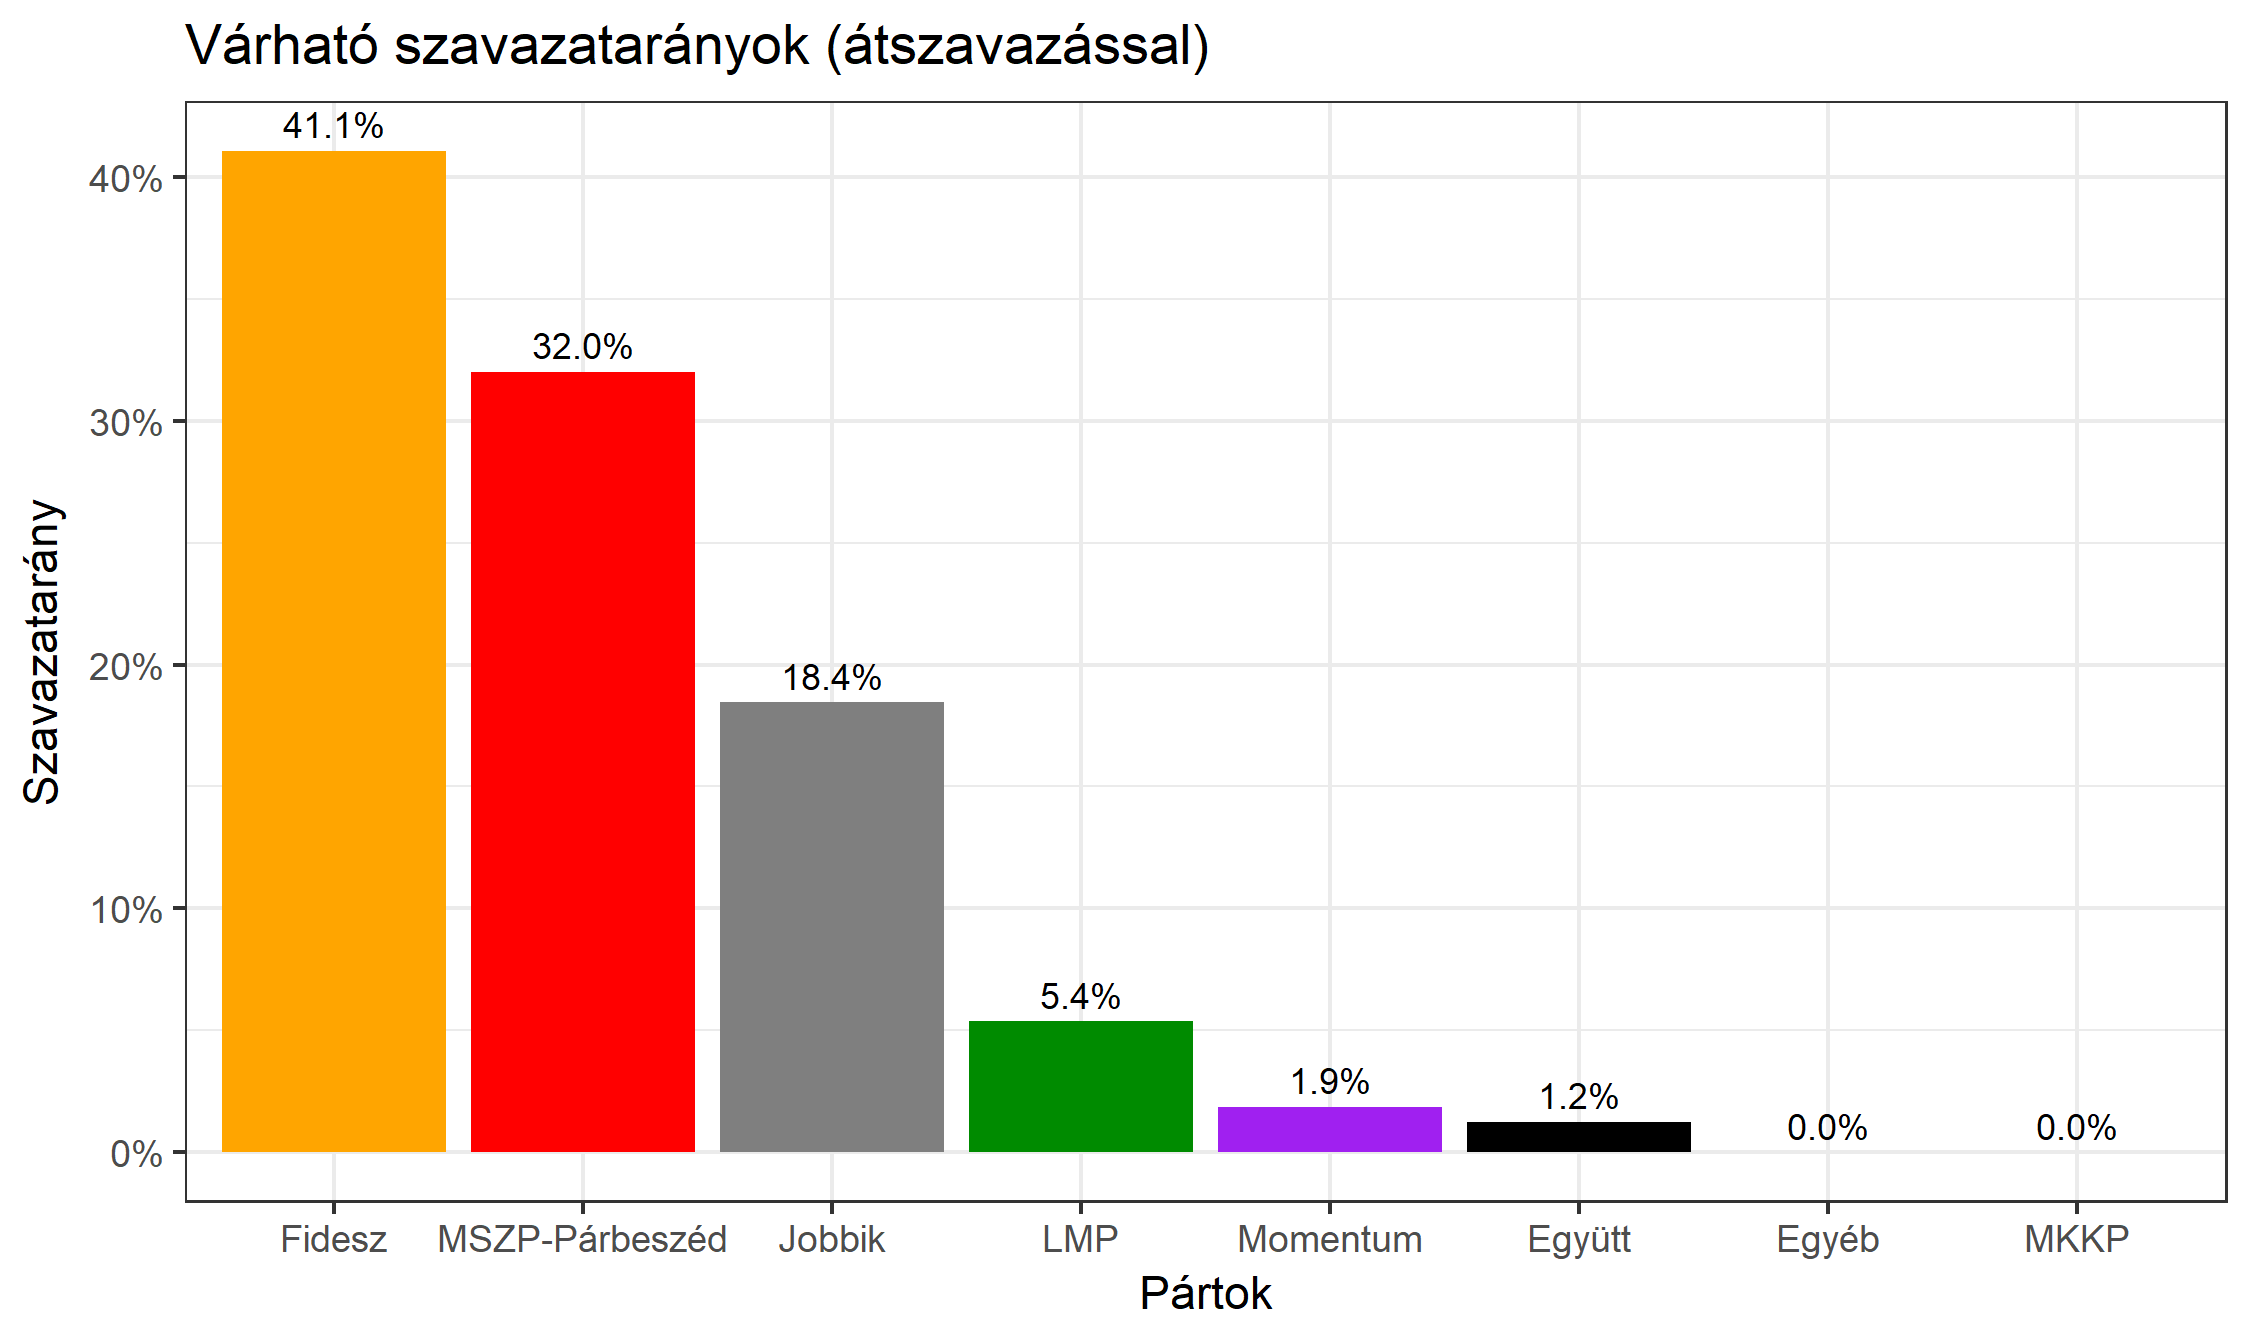 Várható szavazatarányok (átszavazással)
Szavazatarány
40%
30%
20%
10%
0%
41.1%
32.0%
18.4%
5.4%
1.9%
1.2%
0.0%
0.0%
Fidesz
MSZP-Párbeszéd
Jobbik
LMP
Momentum
Együtt
Egyéb
MKKP
Pártok